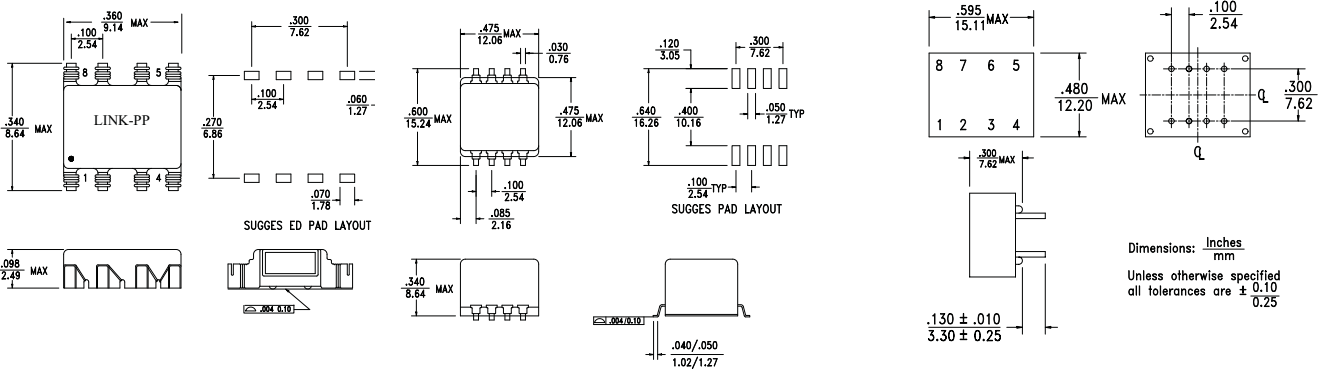 .360
9.14 MAX
.100
2.54
8 5
LINK-PP
.340
8.64 MAX
1 4
.300
7.62
.100
2.54
.060
1.27
.270
6.86
.070
1.78
SUGGES ED PAD LAYOUT
.098
2.49 MAX
.004 0.10
.475
12.06 MAX
.030
0.76
.600
15.24 MAX
.475
12.06 MAX
.100
2.54
.085
2.16
.340
8.64 MAX
.120
3.05
.300
7.62
.640
16.26
.400
10.16
.050
1.27 TYP
.100
2.54 TYP
SUGGES PAD LAYOUT
.004/0.10
.040/.050
1.02/1.27
.595
15.11 MAX
8 7 6 5
1 2 3 4
.480
12.20 MAX
.100
2.54
.300
7.62
CL
CL
.300
7.62 MAX
.130 ± .010
3.30 ± 0.25
Dimensions: Inches
mm
Unless otherwise specified
all tolerances are ± 0.10
0.25